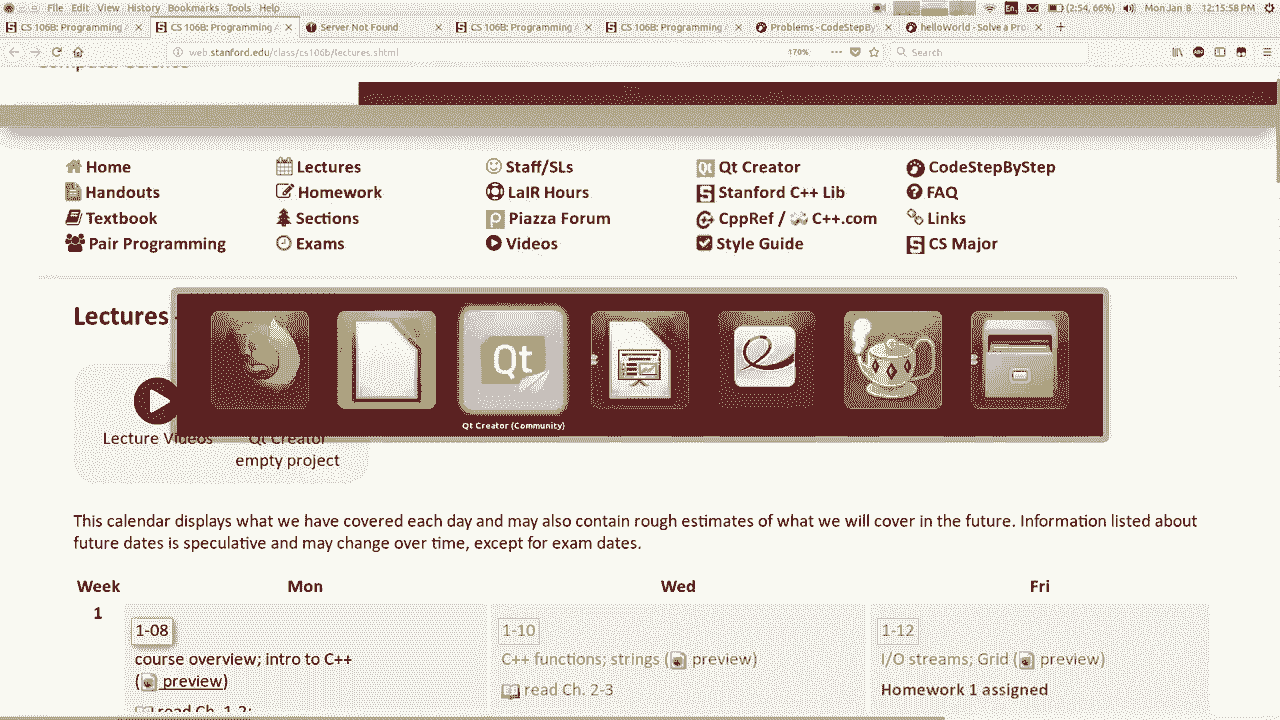 File Edit View History Bookmarks Tools Help
En
(2:54, 66%)
Mon Jan 8 12:15:58 PM
CS 106B: Programming
CS 106B: Programming
Server Not Found
CS 106B: Programming
CS 106B: Programming
Problems - CodeStepBy
helloWorld - Solve a Pro
web.stanford.edu/class/cs106b/lectures.shtml
170%
Search
Home
Lectures
Staff/SLs
Qt Creator
CodeStepByStep
Handouts
Homework
LaIR Hours
Stanford C++ Lib
FAQ
Textbook
Sections
Piazza Forum
CppRef / C++.com
Links
Pair Programming
Exams
Videos
Style Guide
CS Major
Lectures
Qt
Qt Creator (Community)
Lecture Videos
Qt Creator
empty project
This calendar displays what we have covered each day and may also contain rough estimates of what we will cover in the future. Information listed about
future dates is speculative and may change over time, except for exam dates.
Week Mon Wed Fri
1
1-08
course overview; intro to C++
( preview)
read Ch. 1-2;
1-10
C++ functions; strings ( preview)
read Ch. 2-3
1-12
I/O streams; Grid ( preview)
Homework 1 assigned